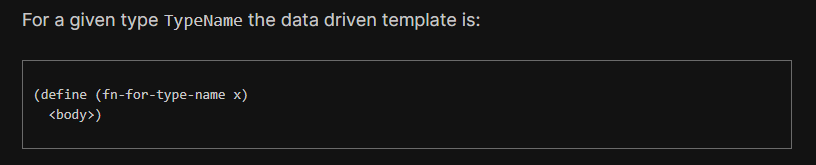 For a given type TypeName the data driven template is:
(define (fn-for-type-name x)
  <body>)